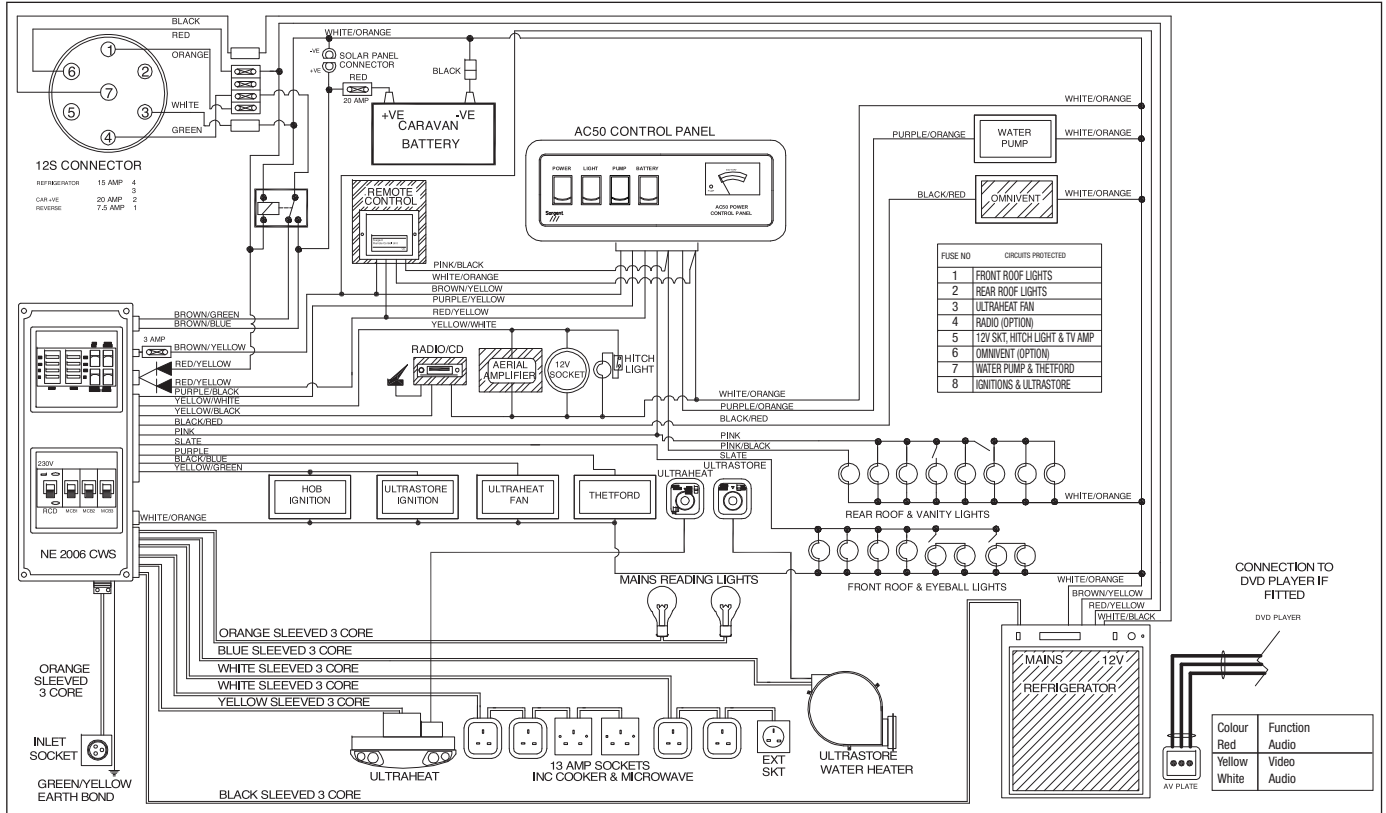 BLACK
RED
ORANGE
WHITE
GREEN
1
6
2
7
5
3
4
12S CONNECTOR
REFRIGERATOR 15 AMP 4
3
CAR +VE 20 AMP 2
REVERSE 7.5 AMP 1
WHITE/ORANGE
-VE
SOLAR PANEL
CONNECTOR
+VE
RED
20 AMP
BLACK
+VE -VE
CARAVAN
BATTERY
REMOTE
CONTROL
AC50 CONTROL PANEL
POWER LIGHT PUMP BATTERY
Sargent
AC50 POWER
CONTROL PANEL
WHITE/ORANGE
PURPLE/ORANGE
WATER
PUMP
WHITE/ORANGE
BLACK/RED
OMNIVENT
WHITE/ORANGE
FUSE NO CIRCUITS PROTECTED
1 FRONT ROOF LIGHTS
2 REAR ROOF LIGHTS
3 ULTRAHEAT FAN
4 RADIO (OPTION)
5 12V SKT, HITCH LIGHT & TV AMP
6 OMNIVENT (OPTION)
7 WATER PUMP & THETFORD
8 IGNITIONS & ULTRASTORE
PINK/BLACK
WHITE/ORANGE
BROWN/YELLOW
PURPLE/YELLOW
RED/YELLOW
YELLOW/WHITE
BROWN/GREEN
BROWN/BLUE
3 AMP
BROWN/YELLOW
RED/YELLOW
RED/YELLOW
PURPLE/BLACK
YELLOW/WHITE
YELLOW/BLACK
BLACK/RED
PINK
SLATE
PURPLE
BLACK/BLUE
YELLOW/GREEN
WHITE/ORANGE
RADIO/CD
AERIAL
AMPLIFIER
12V
SOCKET
HITCH
LIGHT
WHITE/ORANGE
PURPLE/ORANGE
BLACK/RED
PINK
PINK/BLACK
SLATE
230V
RCD MCB1 MCB2 MCB3
NE 2006 CWS
HOB
IGNITION
ULTRASTORE
IGNITION
ULTRAHEAT
FAN
THETFORD
ULTRAHEAT
ULTRASTORE
WHITE/ORANGE
REAR ROOF & VANITY LIGHTS
FRONT ROOF & EYEBALL LIGHTS
MAINS READING LIGHTS
ORANGE SLEEVED 3 CORE
BLUE SLEEVED 3 CORE
WHITE SLEEVED 3 CORE
WHITE SLEEVED 3 CORE
YELLOW SLEEVED 3 CORE
BLACK SLEEVED 3 CORE
ORANGE
SLEEVED
3 CORE
INLET
SOCKET
GREEN/YELLOW
EARTH BOND
ULTRAHEAT
13 AMP SOCKETS
INC COOKER & MICROWAVE
EXT
SKT
ULTRASTORE
WATER HEATER
WHITE/ORANGE
BROWN/YELLOW
RED/YELLOW
WHITE/BLACK
MAINS 12V
REFRIGERATOR
CONNECTION TO
DVD PLAYER IF
FITTED
DVD PLAYER
AV PLATE
Colour Function
Red Audio
Yellow Video
White Audio